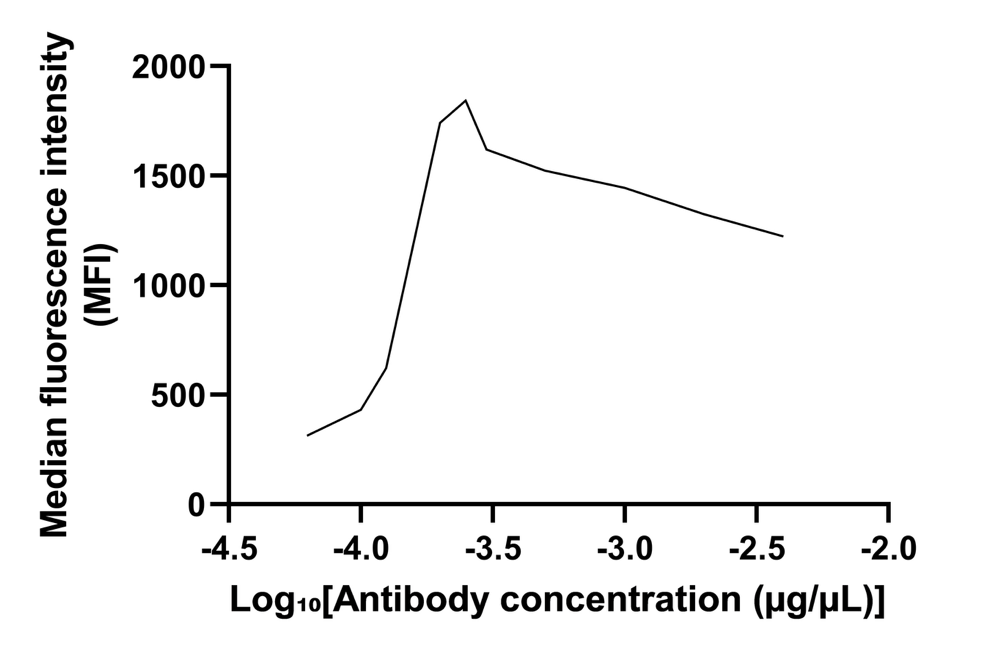 Median fluorescence intensity
(MFI)
2000
1500
1000
500
0
-4.5 -4.0 -3.5 -3.0 -2.5 -2.0
Log₁₀[Antibody concentration (µg/µL)]